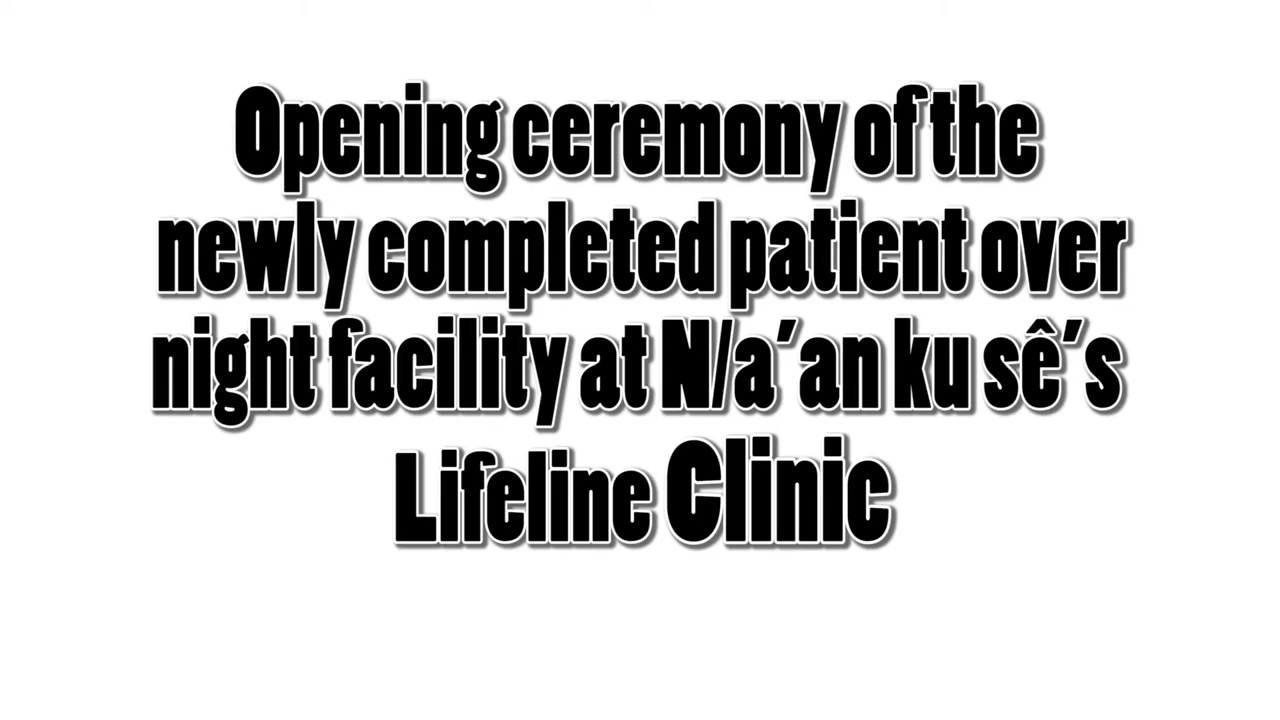 Opening ceremony of the
newly completed patient over
night facility at N/a’an ku sê’s
Lifeline Clinic